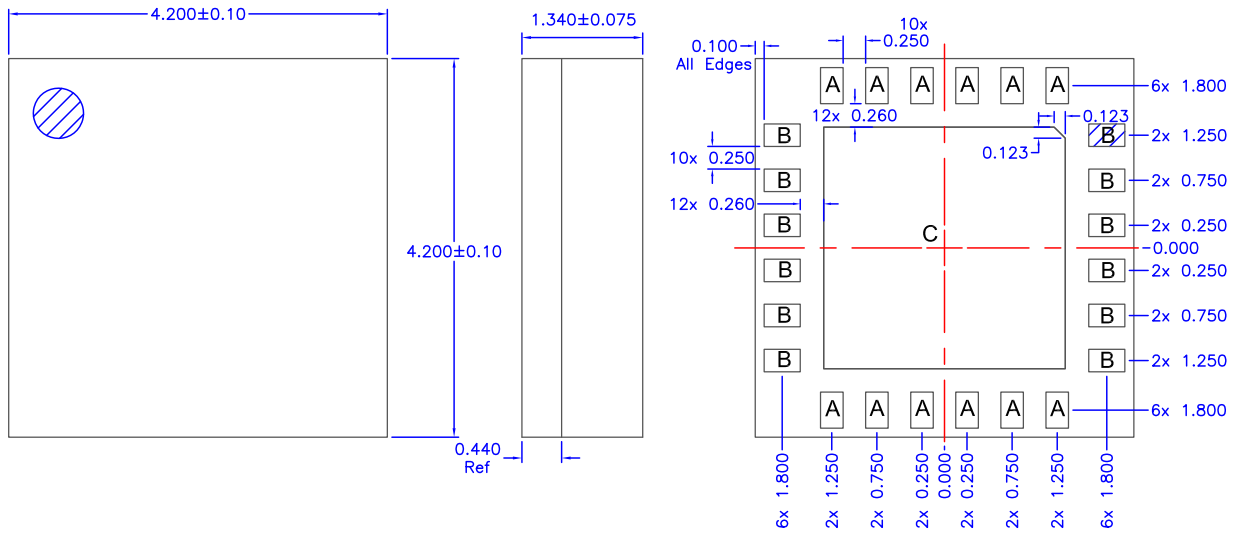 4.200±0.10
4.200±0.10
1.340±0.075
0.440
Ref
10x
0.250
0.100
All Edges
A A A A A A
6x 1.800
12x 0.260
0.123
B
B
2x 1.250
0.123
10x 0.250
B
B
2x 0.750
12x 0.260
B
B
2x 0.250
C
0.000
B
B
2x 0.250
B
B
2x 0.750
B
B
2x 1.250
A A A A A A
6x 1.800
6x 1.800
2x 1.250
2x 0.750
2x 0.250
0.000
2x 0.250
2x 0.750
2x 1.250
6x 1.800